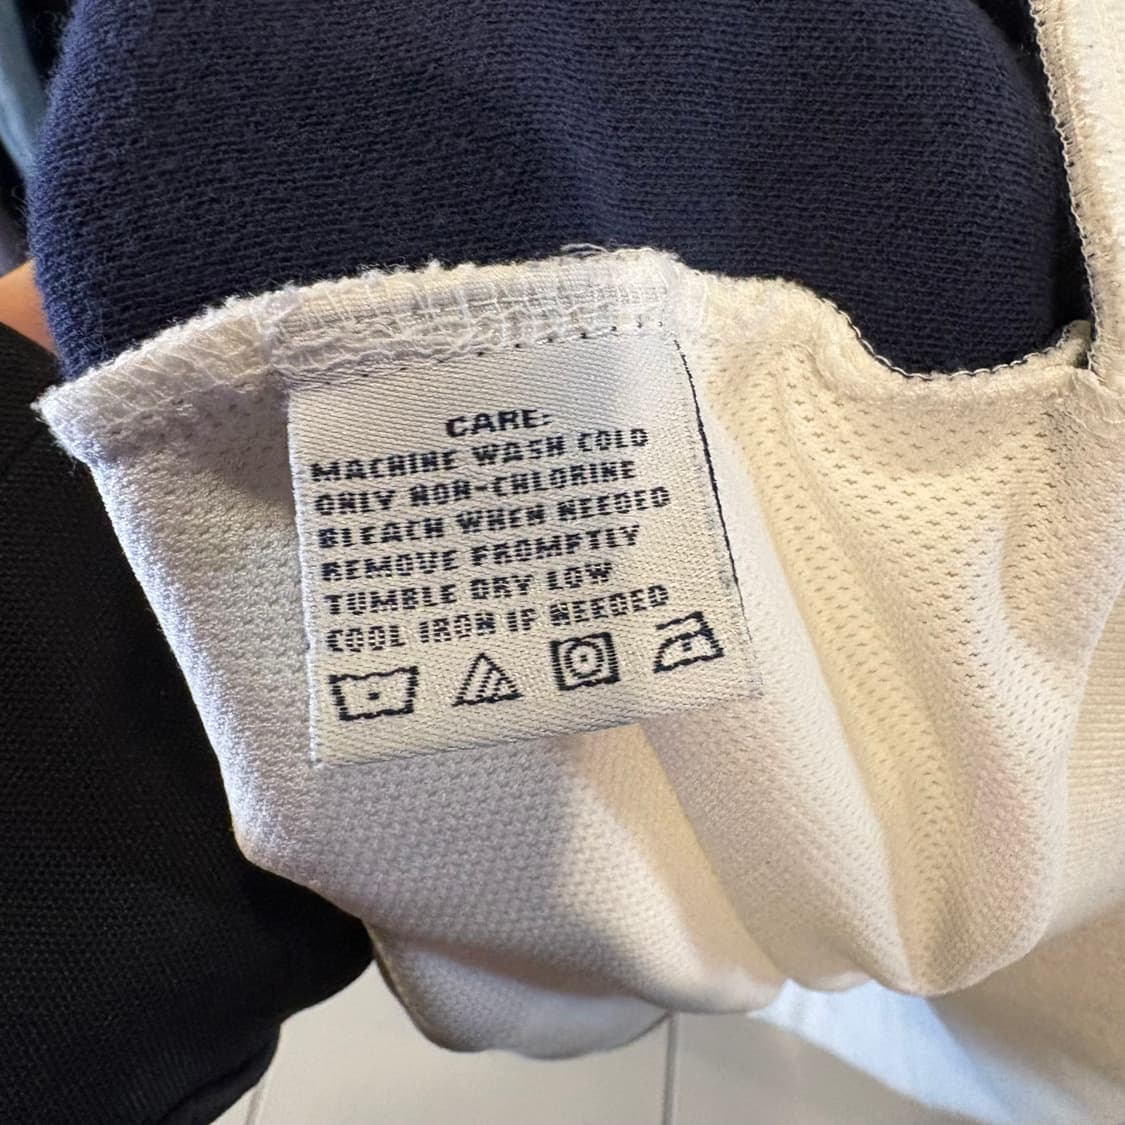 CARE:
MACHINE WASH COLD
ONLY NON-CHLORINE
BLEACH WHEN NEEDED
REMOVE PROMPTLY
TUMBLE DRY LOW
COOL IRON IF NEEDED